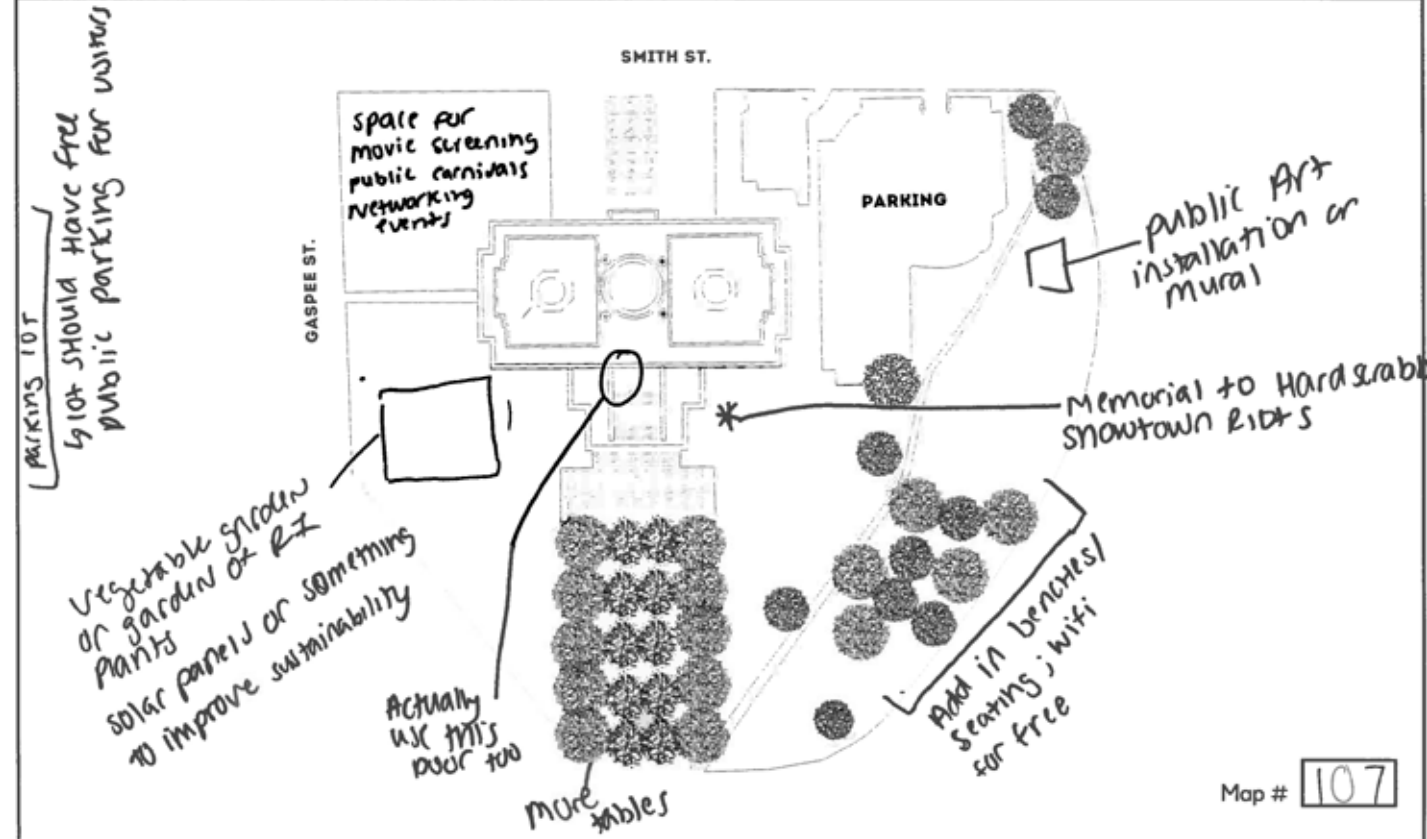 SMITH ST.
parking lot
↳ lot should have free
public parking for visitors
space for
movie screening
public carnivals
networking
events
PARKING
public Art
installation or
mural
GASPEE ST.
Memorial to Hardscrabble
Snowtown Riots
vegetable garden
or garden of RI
plants
solar panels or something
to improve sustainability
Actually
use this
door too
more
tables
Add in benches/
seating; wifi
for free
Map # 107